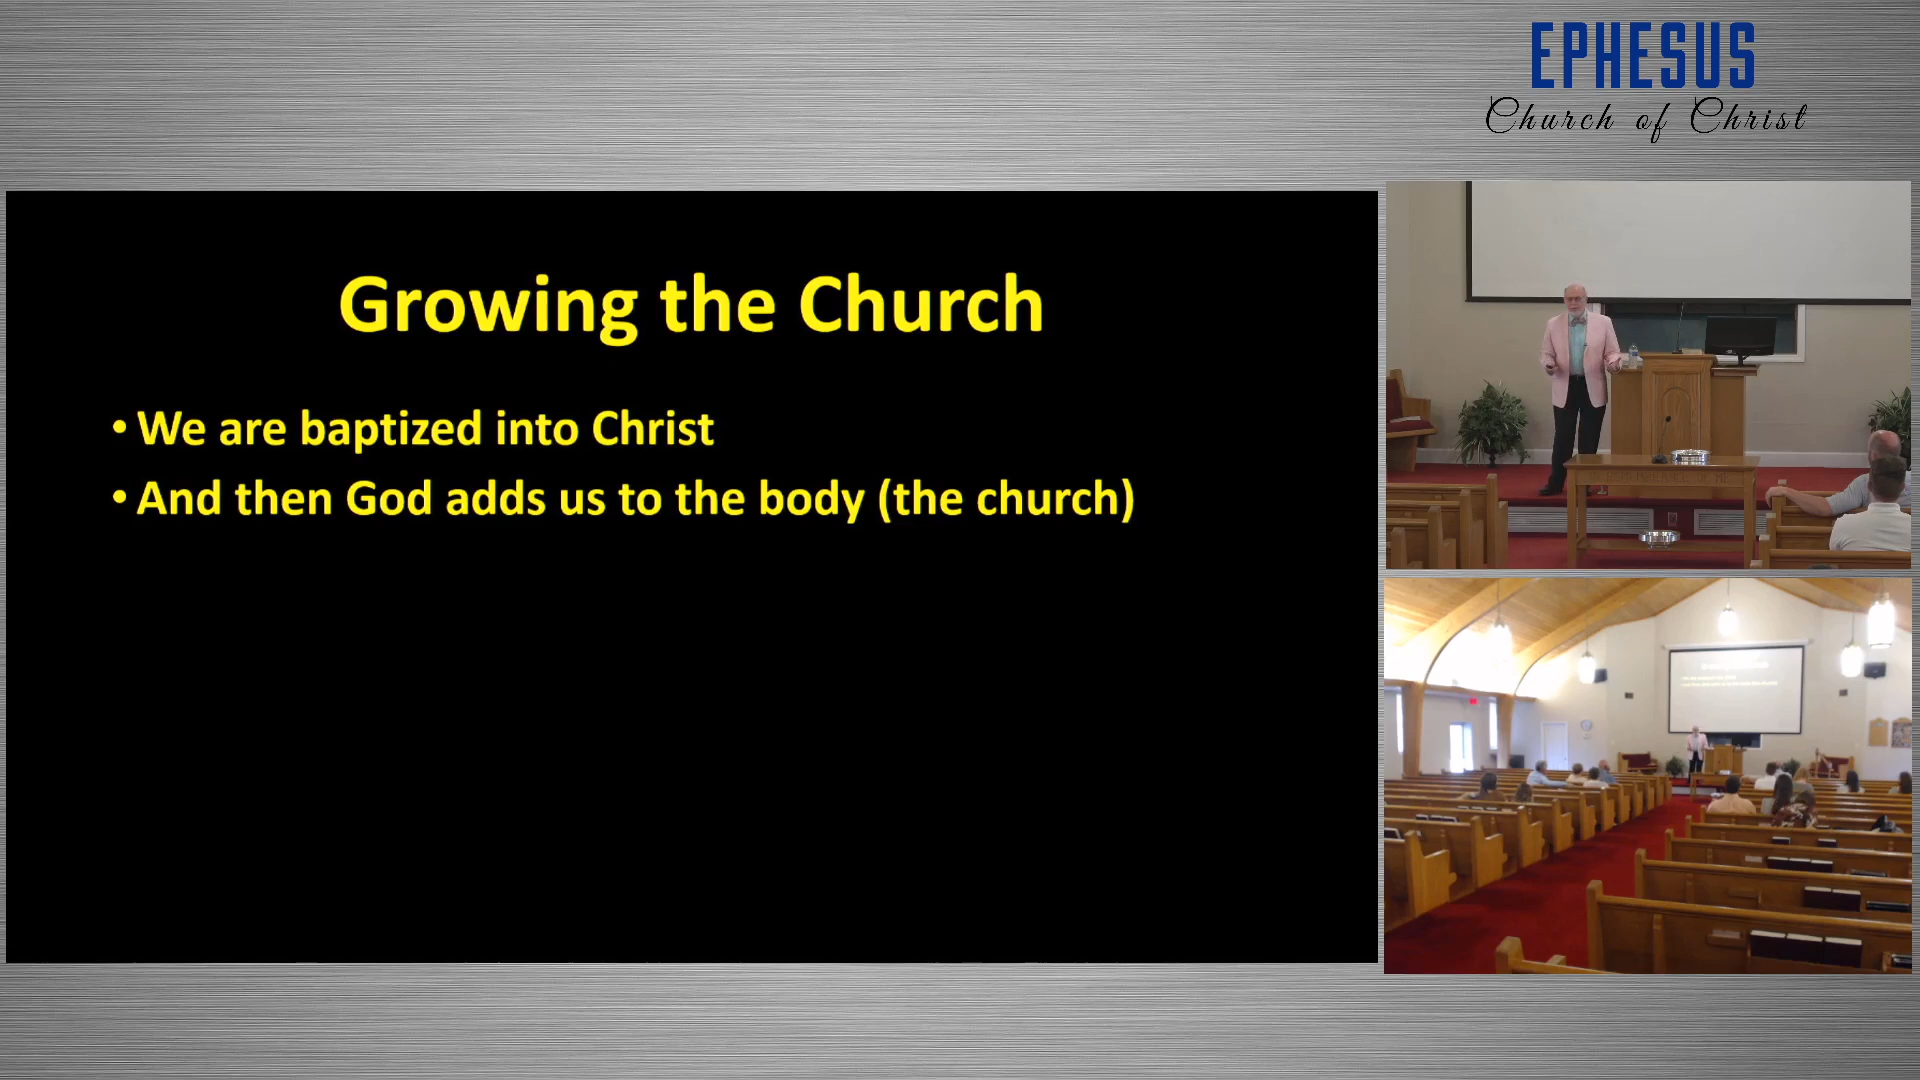 EPHESUS
Church of Christ
Growing the Church
• We are baptized into Christ
• And then God adds us to the body (the church)